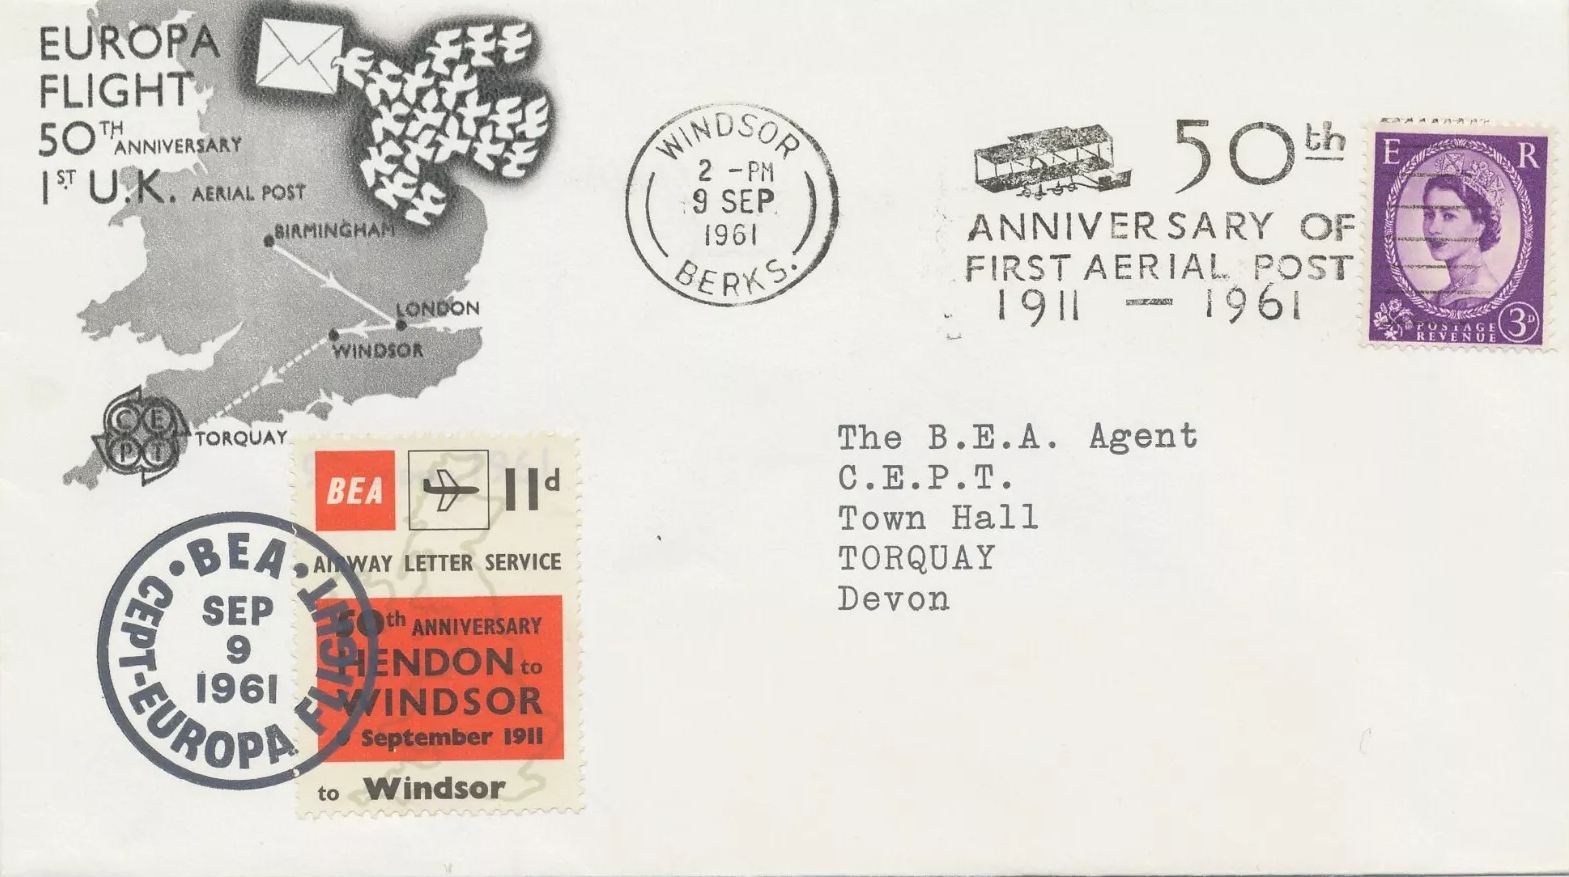 EUROPA
FLIGHT
50TH ANNIVERSARY
1ST U.K. AERIAL POST
BIRMINGHAM
LONDON
WINDSOR
TORQUAY
CEPT
WINDSOR
2 - PM
9 SEP
1961
BERKS.
50th
ANNIVERSARY OF
FIRST AERIAL POST
1911 — 1961
E R
POSTAGE
REVENUE
3D
The B.E.A. Agent
C.E.P.T.
Town Hall
TORQUAY
Devon
BEA 11d
AIRWAY LETTER SERVICE
50th ANNIVERSARY
HENDON to
WINDSOR
9 September 1911
to Windsor
• BEA •
CEPT-EUROPA FLIGHT
SEP
9
1961